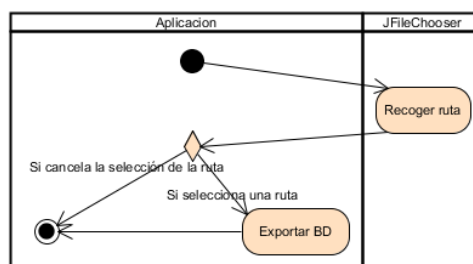 Aplicacion
JFileChooser
Recoger ruta
Si cancela la selección de la ruta
Si selecciona una ruta
Exportar BD